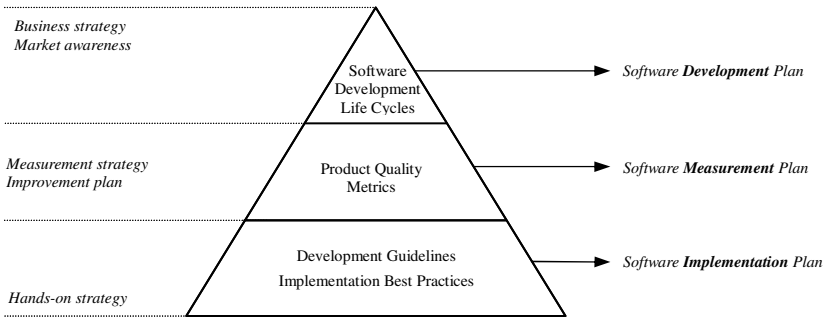 Business strategy
Market awareness
Software
Development
Life Cycles
Software Development Plan
Measurement strategy
Improvement plan
Product Quality
Metrics
Software Measurement Plan
Hands-on strategy
Development Guidelines
Implementation Best Practices
Software Implementation Plan